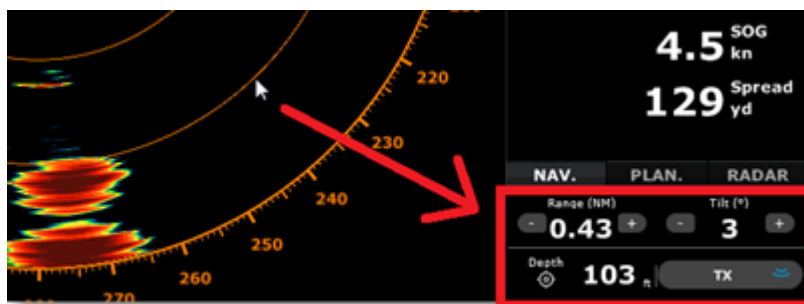 4.5 SOG kn
129 Spread yd
220
230
240
250
260
270
NAV. PLAN. RADAR
Range (NM) Tilt (º)
- 0.43 + - 3 +
Depth 103 ft TX